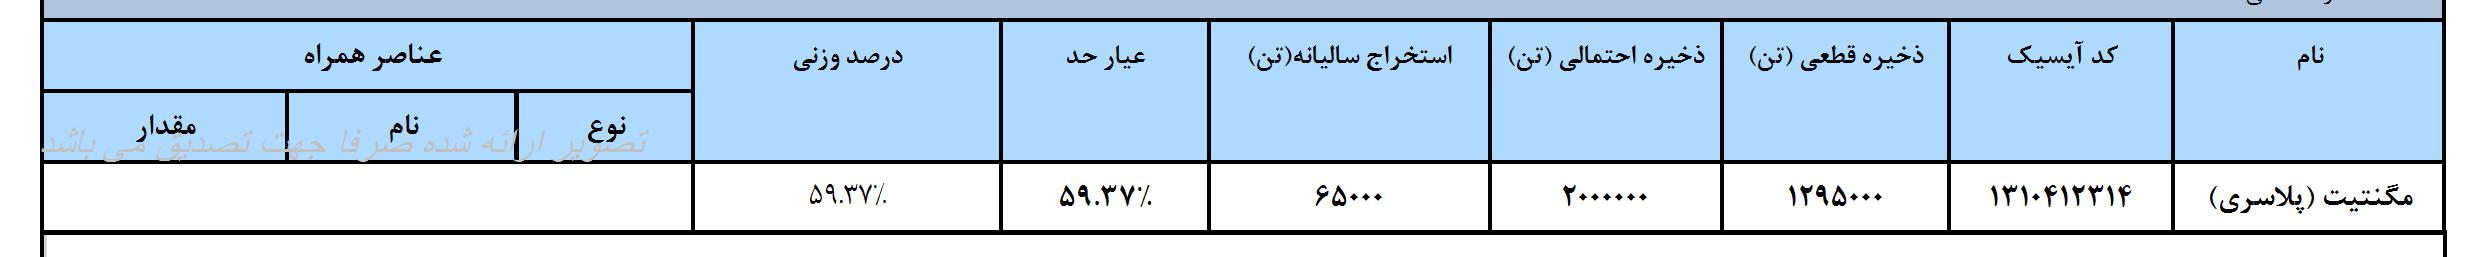 نام
کد آیسیک
ذخیره قطعی (تن)
ذخیره احتمالی (تن)
استخراج سالیانه(تن)
عیار حد
درصد وزنی
عناصر همراه
نوع
نام
مقدار
تصویر ارائه شده صرفا جهت تصدیق می باشد
مگنتیت (پلاسری)
۱۳۱۰۴۱۲۳۱۴
۱۲۹۵۰۰۰
۲۰۰۰۰۰۰
۶۵۰۰۰
۵۹.۳۷٪
۵۹.۳۷٪